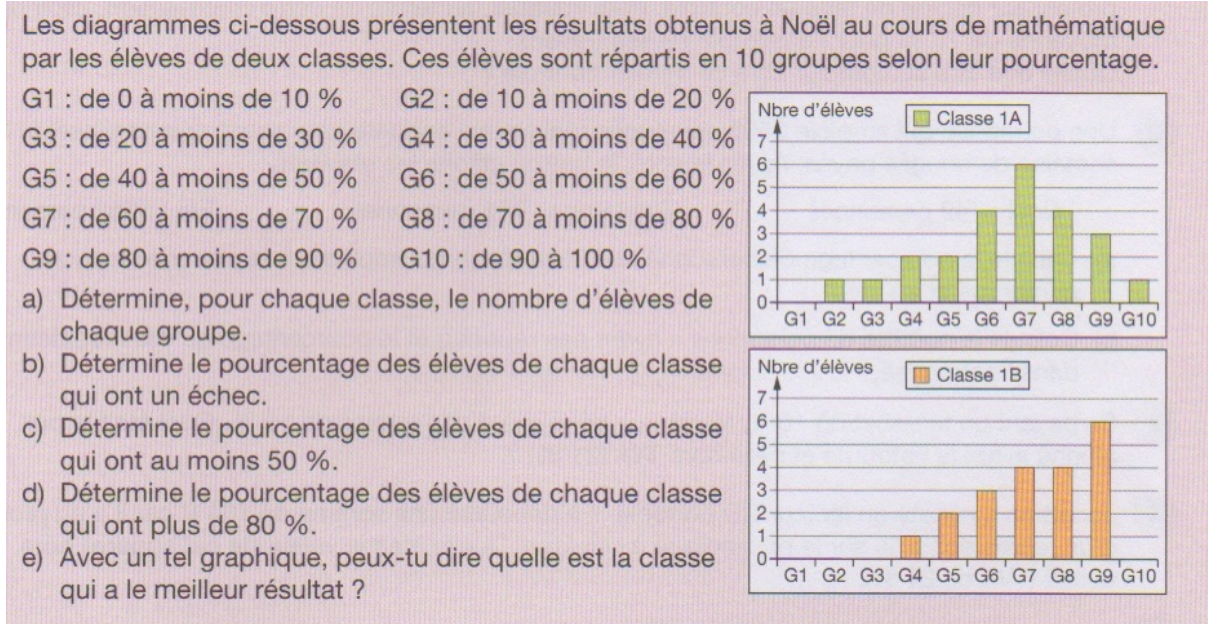 Les diagrammes ci-dessous présentent les résultats obtenus à Noël au cours de mathématique
par les élèves de deux classes. Ces élèves sont répartis en 10 groupes selon leur pourcentage.
G1 : de 0 à moins de 10 % G2 : de 10 à moins de 20 %
G3 : de 20 à moins de 30 % G4 : de 30 à moins de 40 %
G5 : de 40 à moins de 50 % G6 : de 50 à moins de 60 %
G7 : de 60 à moins de 70 % G8 : de 70 à moins de 80 %
G9 : de 80 à moins de 90 % G10 : de 90 à 100 %
a) Détermine, pour chaque classe, le nombre d'élèves de
chaque groupe.
b) Détermine le pourcentage des élèves de chaque classe
qui ont un échec.
c) Détermine le pourcentage des élèves de chaque classe
qui ont au moins 50 %.
d) Détermine le pourcentage des élèves de chaque classe
qui ont plus de 80 %.
e) Avec un tel graphique, peux-tu dire quelle est la classe
qui a le meilleur résultat ?
Nbre d'élèves Classe 1A
7
6
5
4
3
2
1
0
G1 G2 G3 G4 G5 G6 G7 G8 G9 G10
Nbre d'élèves Classe 1B
7
6
5
4
3
2
1
0
G1 G2 G3 G4 G5 G6 G7 G8 G9 G10